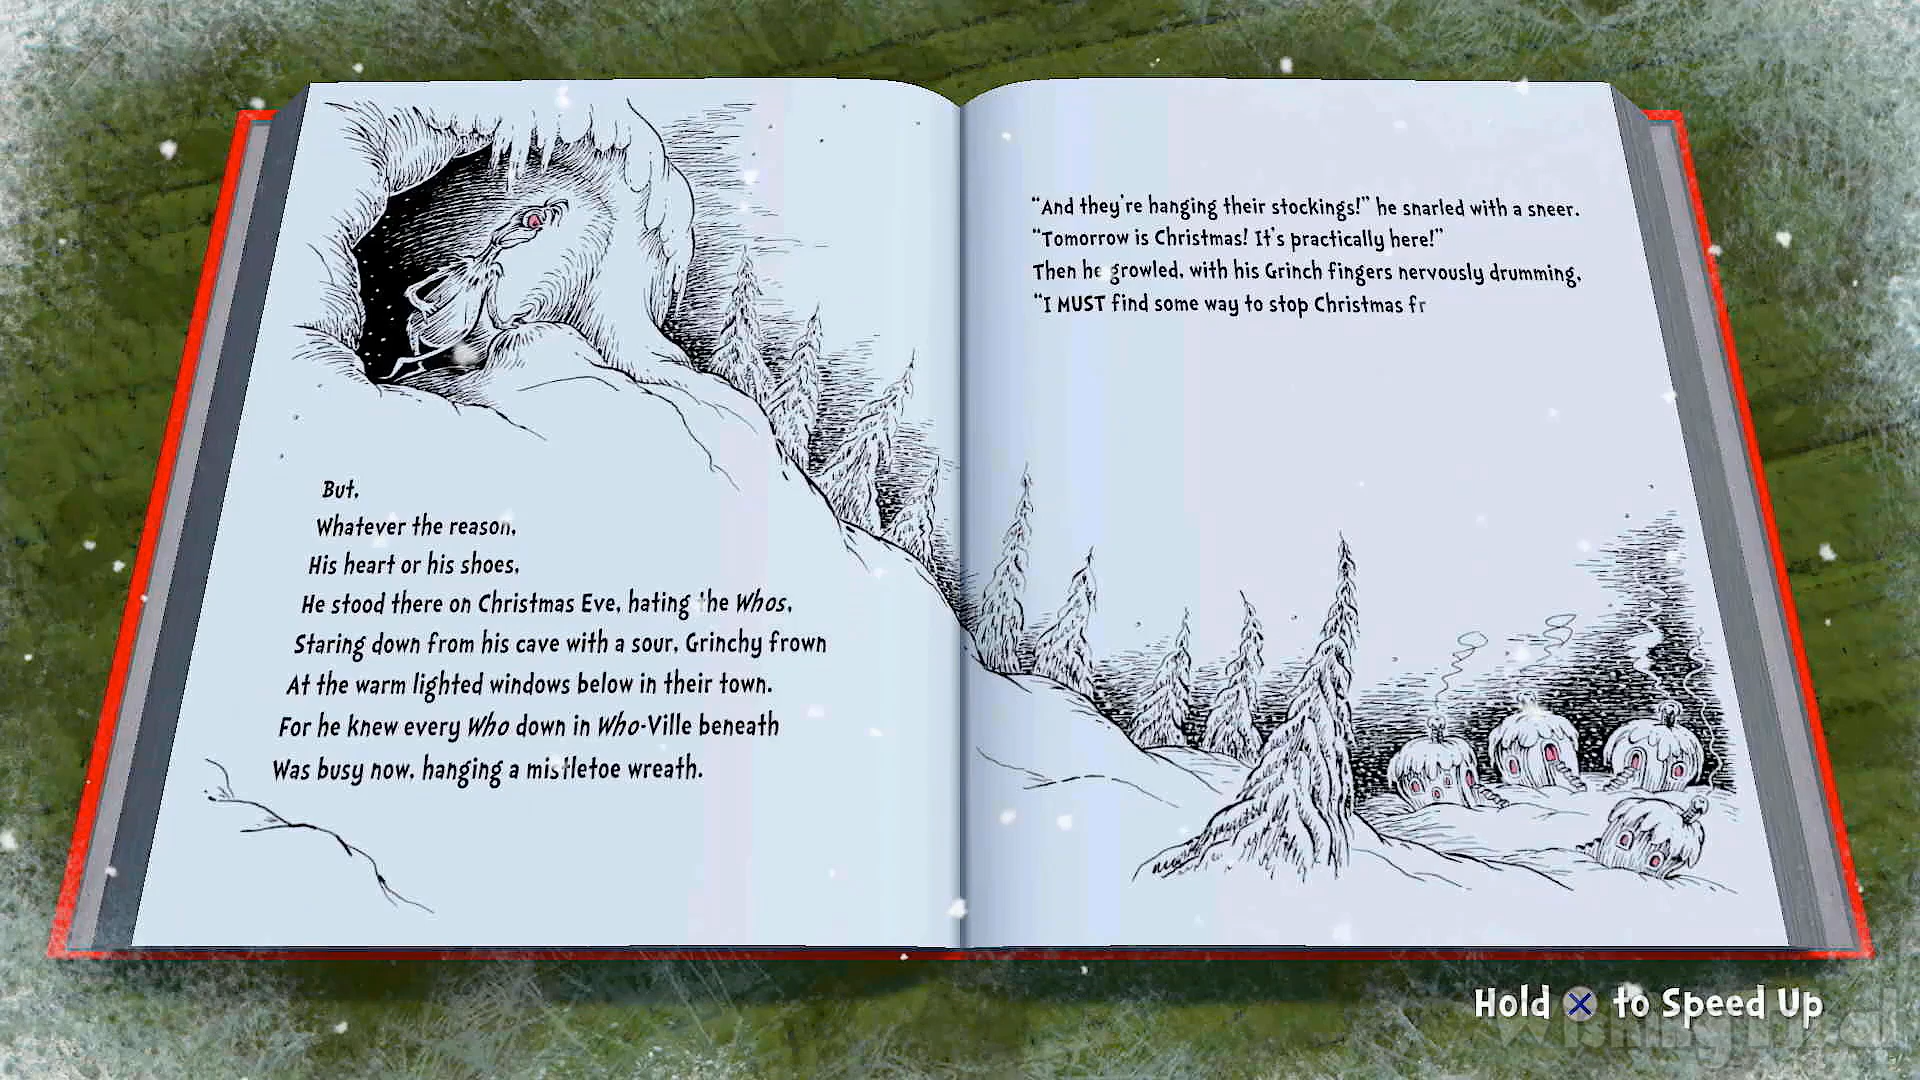 But,
Whatever the reason,
His heart or his shoes,
He stood there on Christmas Eve, hating the Whos,
Staring down from his cave with a sour, Grinchy frown
At the warm lighted windows below in their town.
For he knew every Who down in Who-Ville beneath
Was busy now, hanging a mistletoe wreath.
“And they're hanging their stockings!” he snarled with a sneer.
“Tomorrow is Christmas! It's practically here!”
Then he growled, with his Grinch fingers nervously drumming,
“I MUST find some way to stop Christmas fr
Hold X to Speed Up